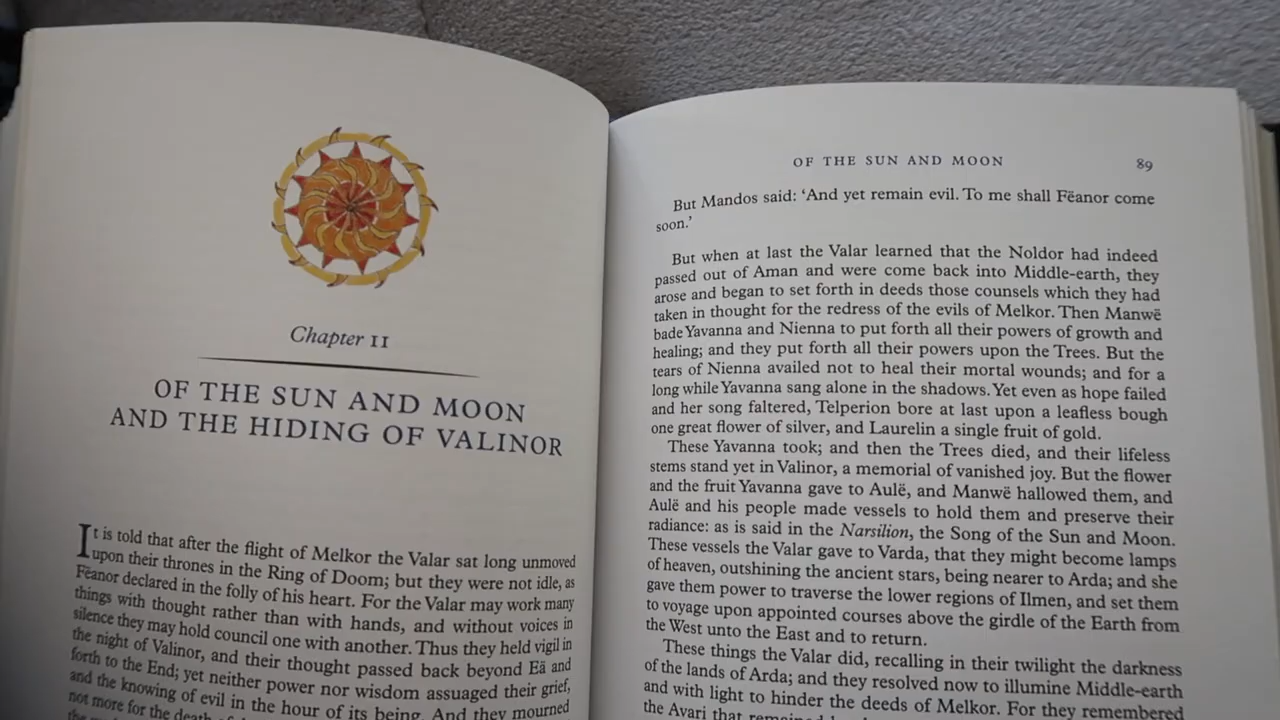 Chapter 11
OF THE SUN AND MOON
AND THE HIDING OF VALINOR
It is told that after the flight of Melkor the Valar sat long unmoved
upon their thrones in the Ring of Doom; but they were not idle, as
Fëanor declared in the folly of his heart. For the Valar may work many
things with thought rather than with hands, and without voices in
silence they may hold council one with another. Thus they held vigil in
the night of Valinor, and their thought passed back beyond Eä and
forth to the End; yet neither power nor wisdom assuaged their grief,
and the knowing of evil in the hour of its being. And they mourned
not more for the death of
OF THE SUN AND MOON 89
But Mandos said: ‘And yet remain evil. To me shall Fëanor come
soon.’
But when at last the Valar learned that the Noldor had indeed
passed out of Aman and were come back into Middle-earth, they
arose and began to set forth in deeds those counsels which they had
taken in thought for the redress of the evils of Melkor. Then Manwë
bade Yavanna and Nienna to put forth all their powers of growth and
healing; and they put forth all their powers upon the Trees. But the
tears of Nienna availed not to heal their mortal wounds; and for a
long while Yavanna sang alone in the shadows. Yet even as hope failed
and her song faltered, Telperion bore at last upon a leafless bough
one great flower of silver, and Laurelin a single fruit of gold.
These Yavanna took; and then the Trees died, and their lifeless
stems stand yet in Valinor, a memorial of vanished joy. But the flower
and the fruit Yavanna gave to Aulë, and Manwë hallowed them, and
Aulë and his people made vessels to hold them and preserve their
radiance: as is said in the Narsilion, the Song of the Sun and Moon.
These vessels the Valar gave to Varda, that they might become lamps
of heaven, outshining the ancient stars, being nearer to Arda; and she
gave them power to traverse the lower regions of Ilmen, and set them
to voyage upon appointed courses above the girdle of the Earth from
the West unto the East and to return.
These things the Valar did, recalling in their twilight the darkness
of the lands of Arda; and they resolved now to illumine Middle-earth
and with light to hinder the deeds of Melkor. For they remembered
the Avari that remained